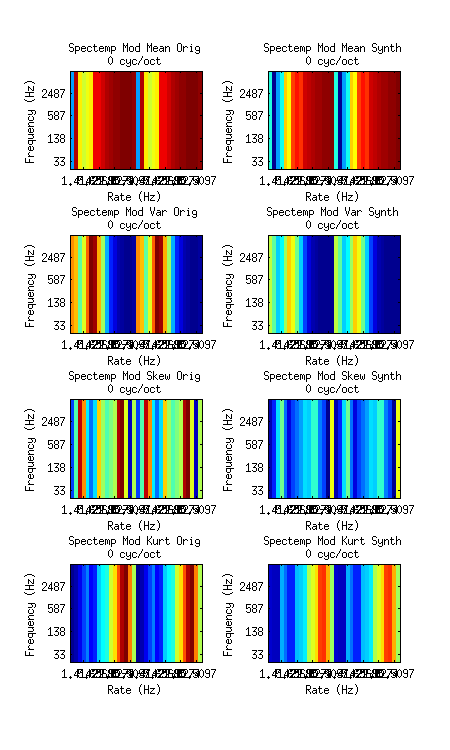 Spectemp Mod Mean Orig
0 cyc/oct
Spectemp Mod Mean Synth
0 cyc/oct
Frequency (Hz)
2487
587
138
33
Rate (Hz)
Frequency (Hz)
2487
587
138
33
Rate (Hz)
Spectemp Mod Var Orig
0 cyc/oct
Spectemp Mod Var Synth
0 cyc/oct
Frequency (Hz)
2487
587
138
33
Rate (Hz)
Frequency (Hz)
2487
587
138
33
Rate (Hz)
Spectemp Mod Skew Orig
0 cyc/oct
Spectemp Mod Skew Synth
0 cyc/oct
Frequency (Hz)
2487
587
138
33
Rate (Hz)
Frequency (Hz)
2487
587
138
33
Rate (Hz)
Spectemp Mod Kurt Orig
0 cyc/oct
Spectemp Mod Kurt Synth
0 cyc/oct
Frequency (Hz)
2487
587
138
33
Rate (Hz)
Frequency (Hz)
2487
587
138
33
Rate (Hz)